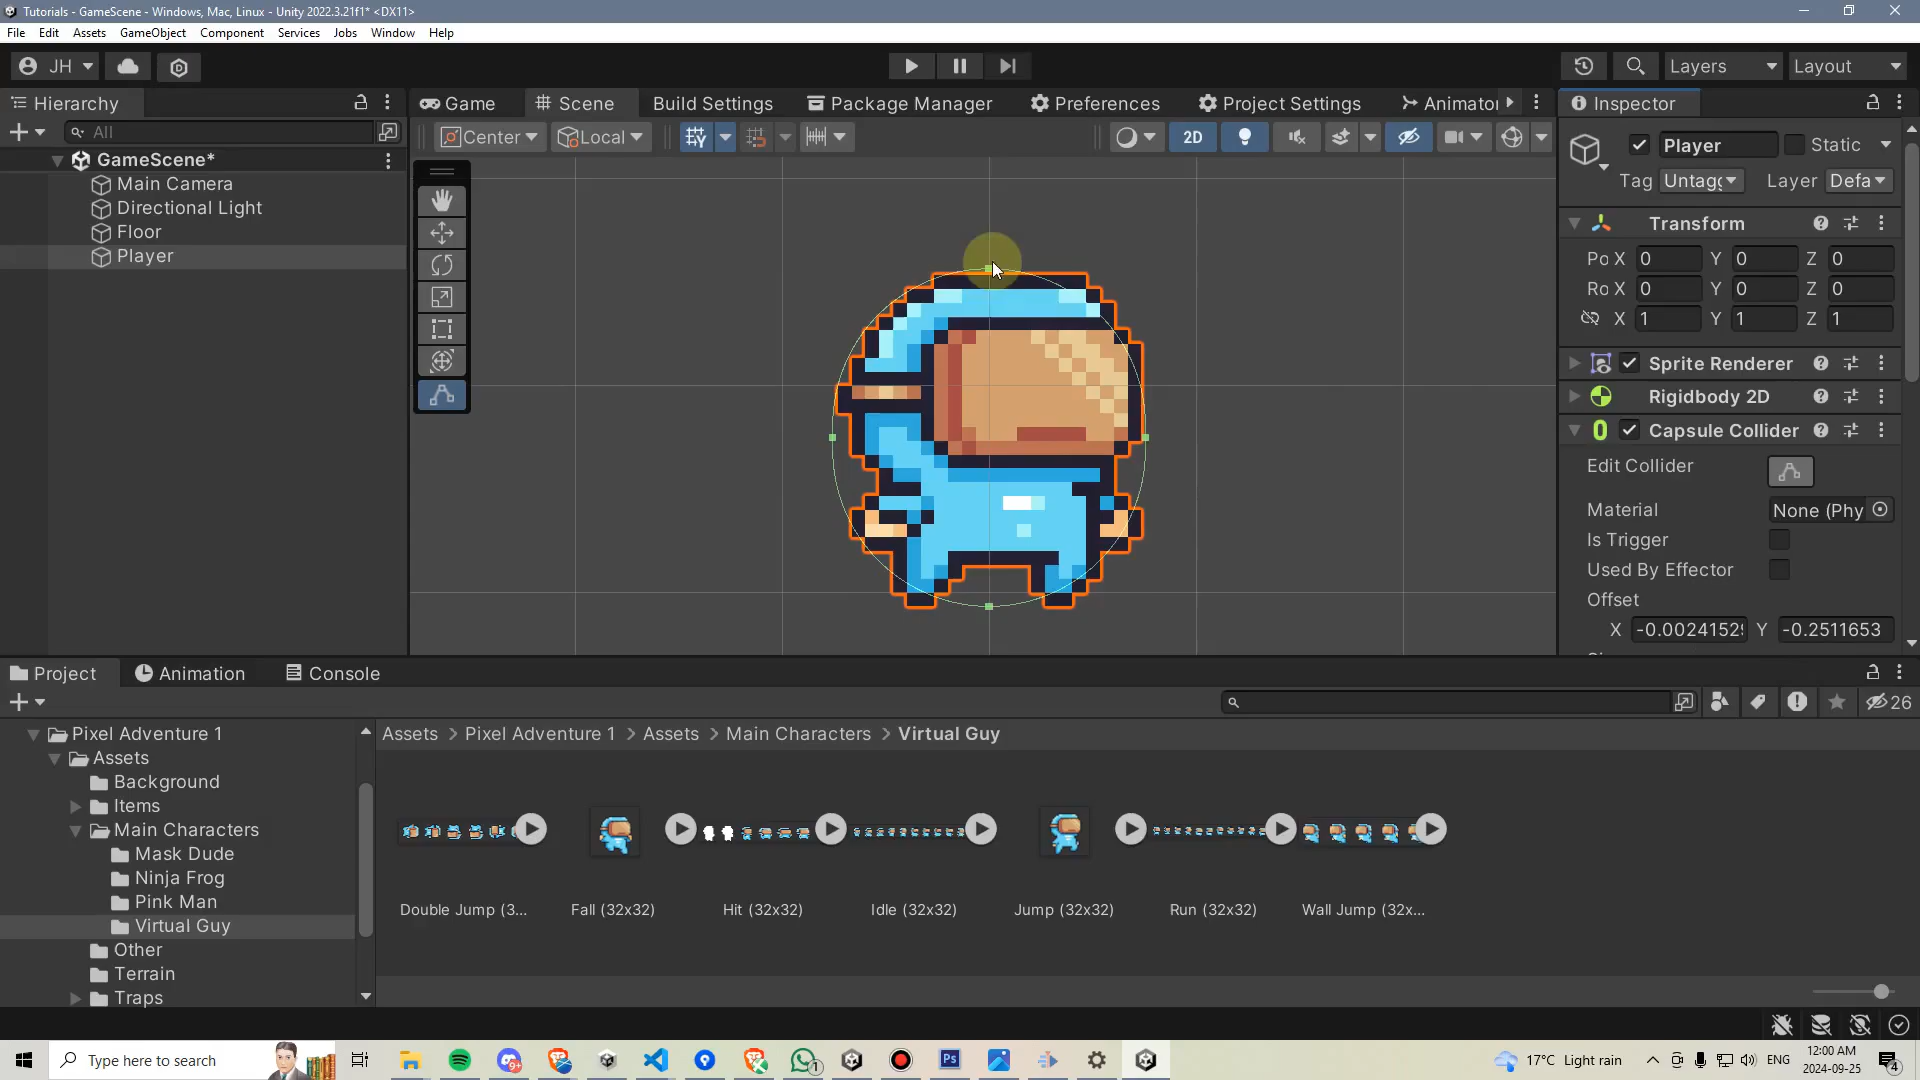 Tutorials - GameScene - Windows, Mac, Linux - Unity 2022.3.21f1* <DX11>
File Edit Assets GameObject Component Services Jobs Window Help
JH Layers Layout
Hierarchy Game Scene Build Settings Package Manager Preferences Project Settings Animator Inspector
All Center Local 2D
Player Static
Tag Untagg Layer Defa
GameScene*
Main Camera
Directional Light
Floor
Player
Transform
Po X 0 Y 0 Z 0
Ro X 0 Y 0 Z 0
X 1 Y 1 Z 1
Sprite Renderer
Rigidbody 2D
Capsule Collider
Edit Collider
Material None (Phy
Is Trigger
Used By Effector
Offset
X -0.0024152 Y -0.2511653
Project Animation Console
26
Assets > Pixel Adventure 1 > Assets > Main Characters > Virtual Guy
Pixel Adventure 1
Assets
Background
Items
Main Characters
Mask Dude
Ninja Frog
Pink Man
Virtual Guy
Other
Terrain
Traps
Double Jump (3... Fall (32x32) Hit (32x32) Idle (32x32) Jump (32x32) Run (32x32) Wall Jump (32x...
Type here to search
17°C Light rain ENG 12:00 AM
2024-09-25 4